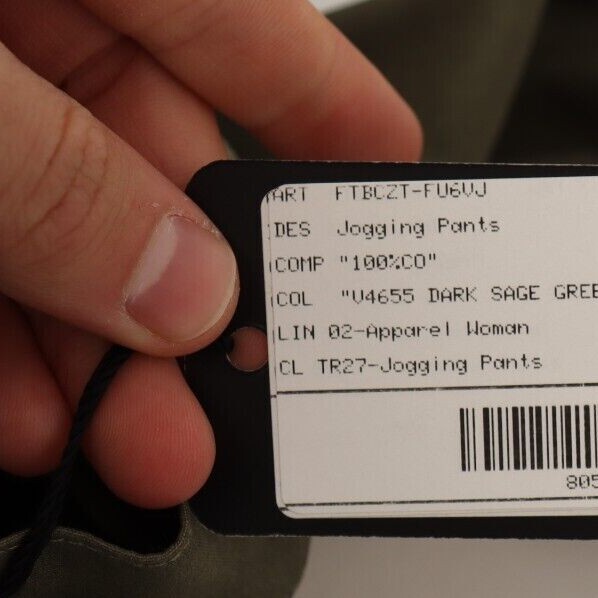 ART FTBCZT-FU6VJ
DES Jogging Pants
COMP "100%CO"
COL "V4655 DARK SAGE GREE
LIN 02-Apparel Woman
CL TR27-Jogging Pants
805